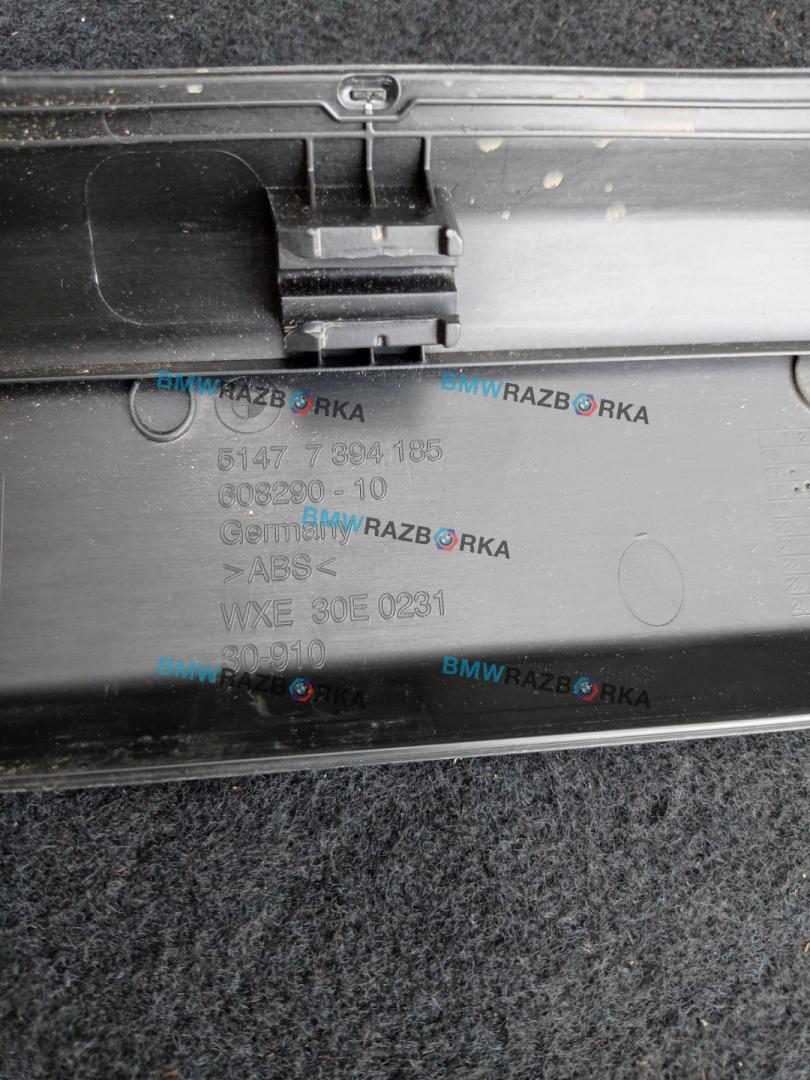 BMWRAZBORKA BMWRAZBORKA
5147 7 394 185
608290 - 10
Germany
BMWRAZBORKA
>ABS<
WXE 30E 0231
30-910
BMWRAZBORKA BMWRAZBORKA